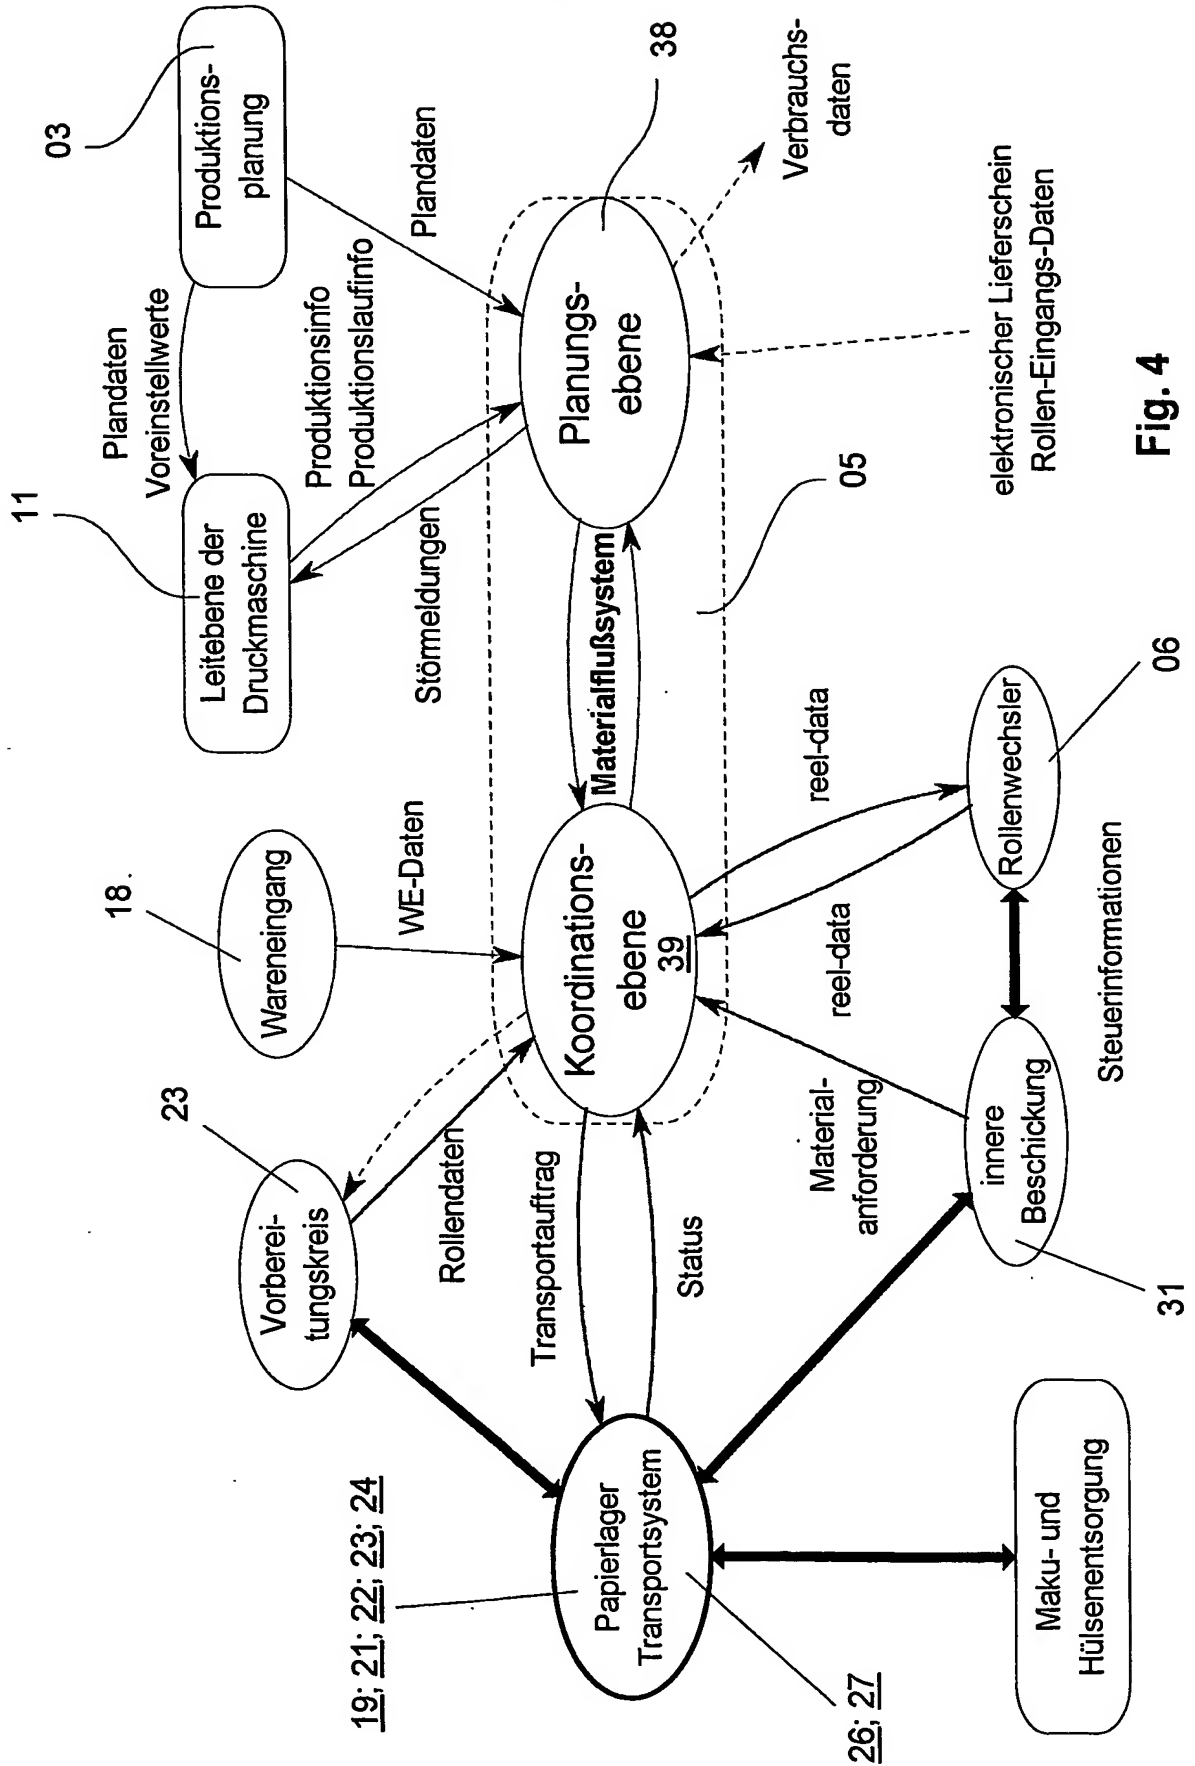 03
Produktions-
planung
11
Leitebene der
Druckmaschine
Plandaten
Voreinstellwerte
Produktionsinfo
Produktionslaufinfo
Plandaten
Störmeldungen
18
Wareneingang
WE-Daten
23
Vorberei-
tungskreis
Rollendaten
38
Planungs-
ebene
Verbrauchs-
daten
elektronischer Lieferschein
Rollen-Eingangs-Daten
Materialflußsystem
05
Koordinations-
ebene
39
Transportauftrag
Status
19; 21; 22; 23; 24
Papierlager
Transportsystem
26; 27
Material-
anforderung
reel-data
reel-data
Rollenwechsler
06
innere
Beschickung
31
Steuerinformationen
Maku- und
Hülsenentsorgung
Fig. 4